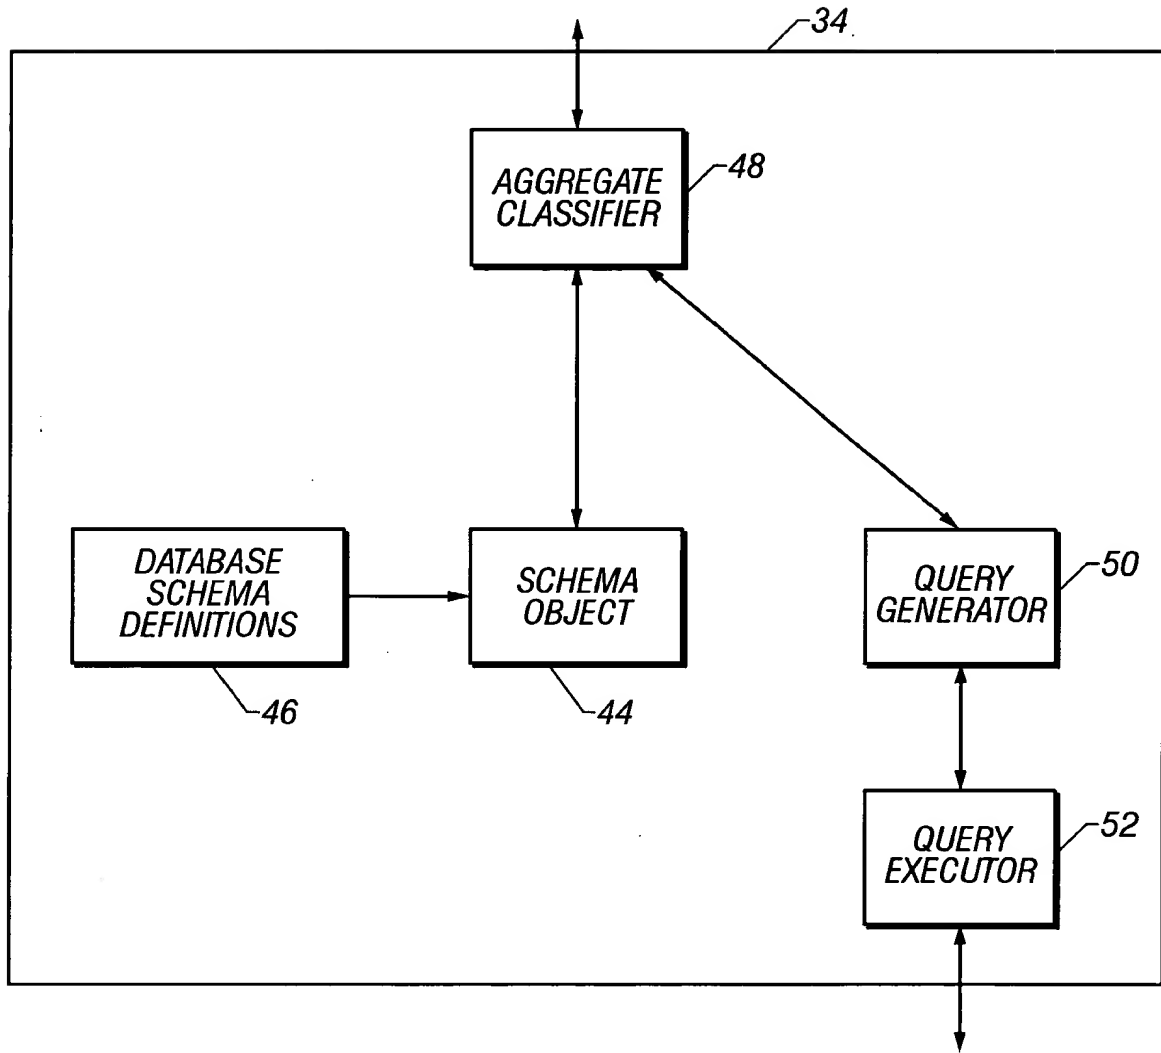 34
AGGREGATE
CLASSIFIER
48
DATABASE
SCHEMA
DEFINITIONS
46
SCHEMA
OBJECT
44
QUERY
GENERATOR
50
QUERY
EXECUTOR
52